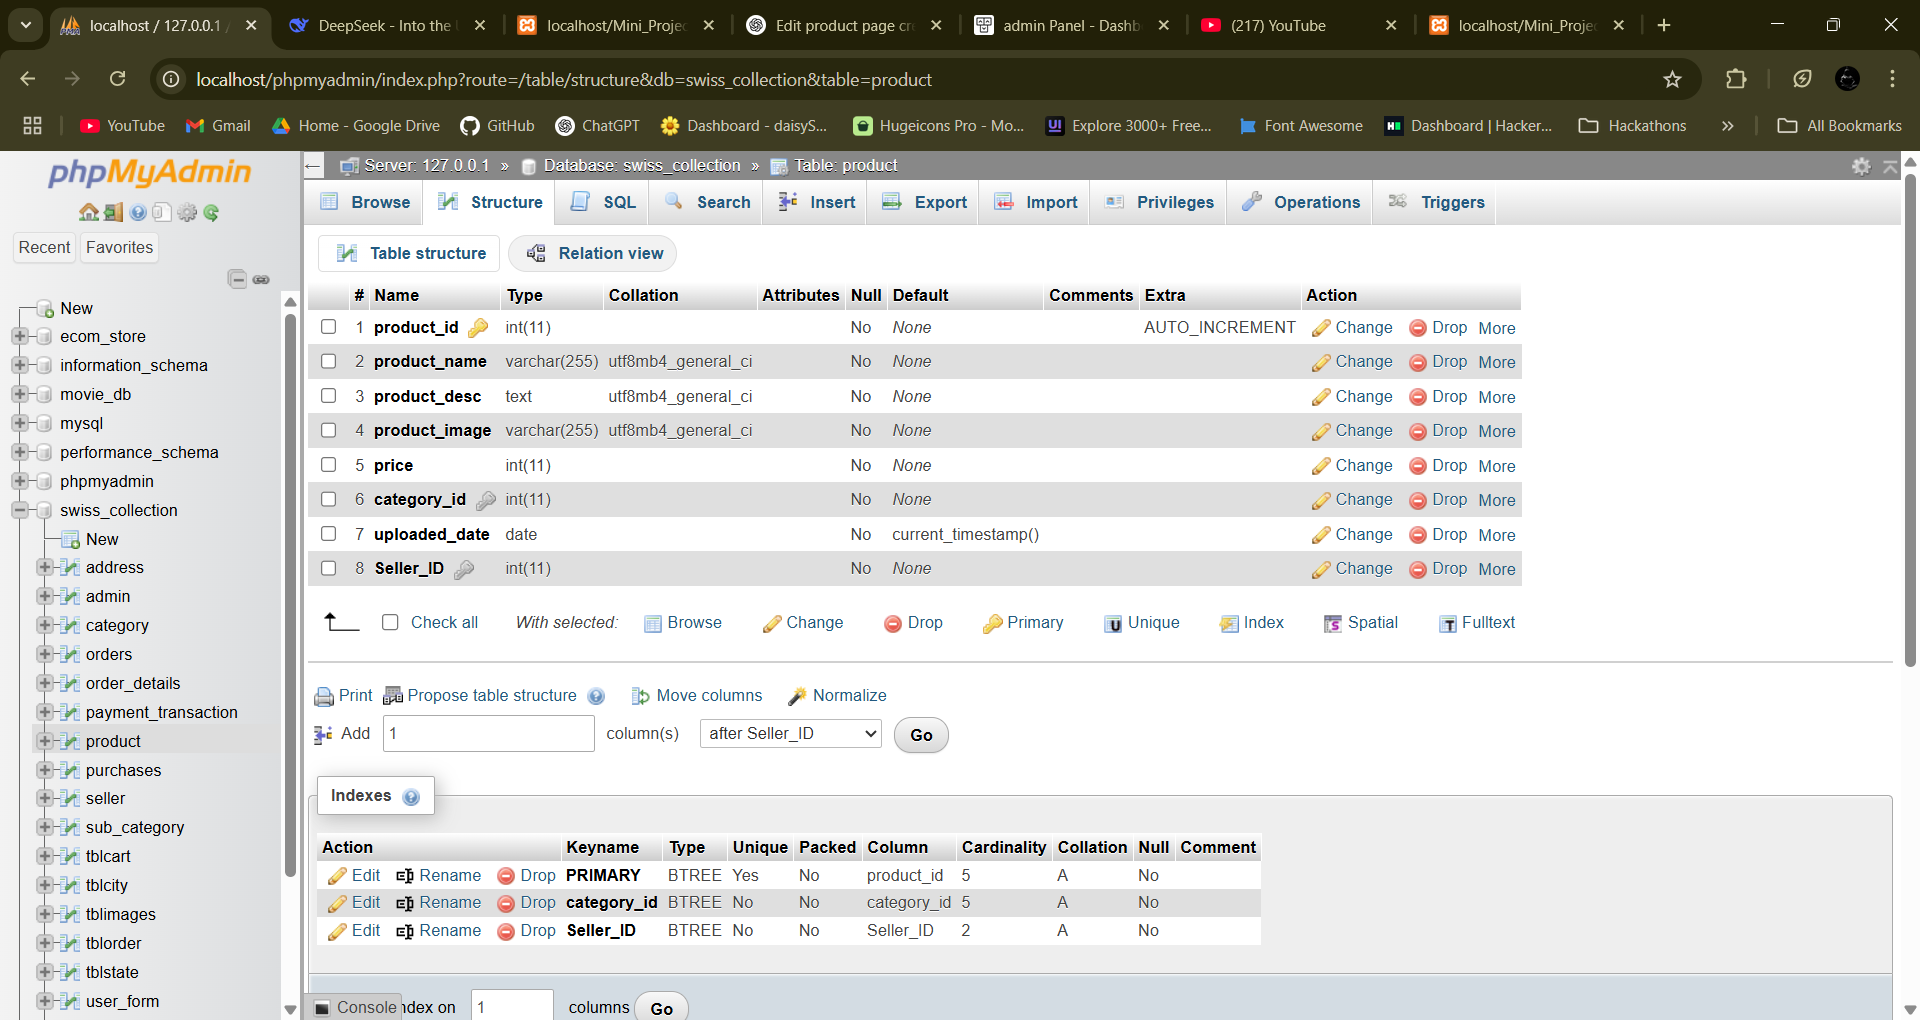 localhost / 127.0.0.1 /
DeepSeek - Into the
localhost/Mini_Projec
Edit product page cr
admin Panel - Dashb
(217) YouTube
localhost/Mini_Projec
localhost/phpmyadmin/index.php?route=/table/structure&db=swiss_collection&table=product
YouTube
Gmail
Home - Google Drive
GitHub
ChatGPT
Dashboard - daisyS...
Hugeicons Pro - Mo...
Explore 3000+ Free...
Font Awesome
Dashboard | Hacker...
Hackathons
»
All Bookmarks
phpMyAdmin
Recent Favorites
New
ecom_store
information_schema
movie_db
mysql
performance_schema
phpmyadmin
swiss_collection
New
address
admin
category
orders
order_details
payment_transaction
product
purchases
seller
sub_category
tblcart
tblcity
tblimages
tblorder
tblstate
user_form
Server: 127.0.0.1 » Database: swiss_collection » Table: product
Browse Structure SQL Search Insert Export Import Privileges Operations Triggers
Table structure Relation view
# Name Type Collation Attributes Null Default Comments Extra Action
1 product_id int(11) No None AUTO_INCREMENT Change Drop More
2 product_name varchar(255) utf8mb4_general_ci No None Change Drop More
3 product_desc text utf8mb4_general_ci No None Change Drop More
4 product_image varchar(255) utf8mb4_general_ci No None Change Drop More
5 price int(11) No None Change Drop More
6 category_id int(11) No None Change Drop More
7 uploaded_date date No current_timestamp() Change Drop More
8 Seller_ID int(11) No None Change Drop More
Check all With selected: Browse Change Drop Primary Unique Index Spatial Fulltext
Print Propose table structure Move columns Normalize
Add 1 column(s) after Seller_ID Go
Indexes
Action Keyname Type Unique Packed Column Cardinality Collation Null Comment
Edit Rename Drop PRIMARY BTREE Yes No product_id 5 A No
Edit Rename Drop category_id BTREE No No category_id 5 A No
Edit Rename Drop Seller_ID BTREE No No Seller_ID 2 A No
Console ndex on 1 columns Go